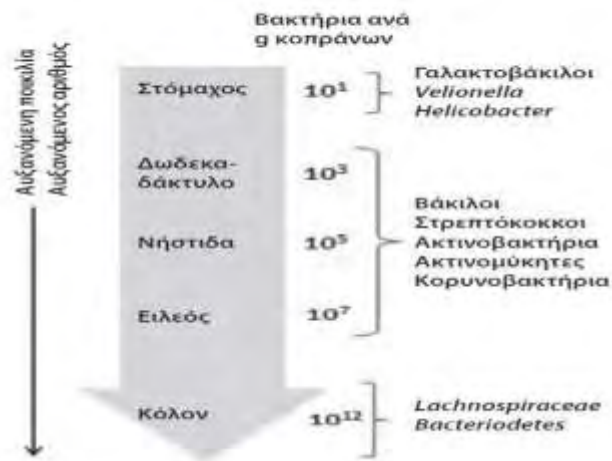 Βακτήρια ανά
g κοπράνων
Αυξανόμενη ποικιλία
Αυξανόμενος αριθμός
Στόμαχος 10¹
Γαλακτοβάκιλοι
Velionella
Helicobacter
Δωδεκα-
δάκτυλο 10³
Νήστιδα 10⁵
Ειλεός 10⁷
Βάκιλοι
Στρεπτόκοκκοι
Ακτινοβακτήρια
Ακτινομύκητες
Κορυνοβακτήρια
Κόλον 10¹²
Lachnospiraceae
Bacteriodetes